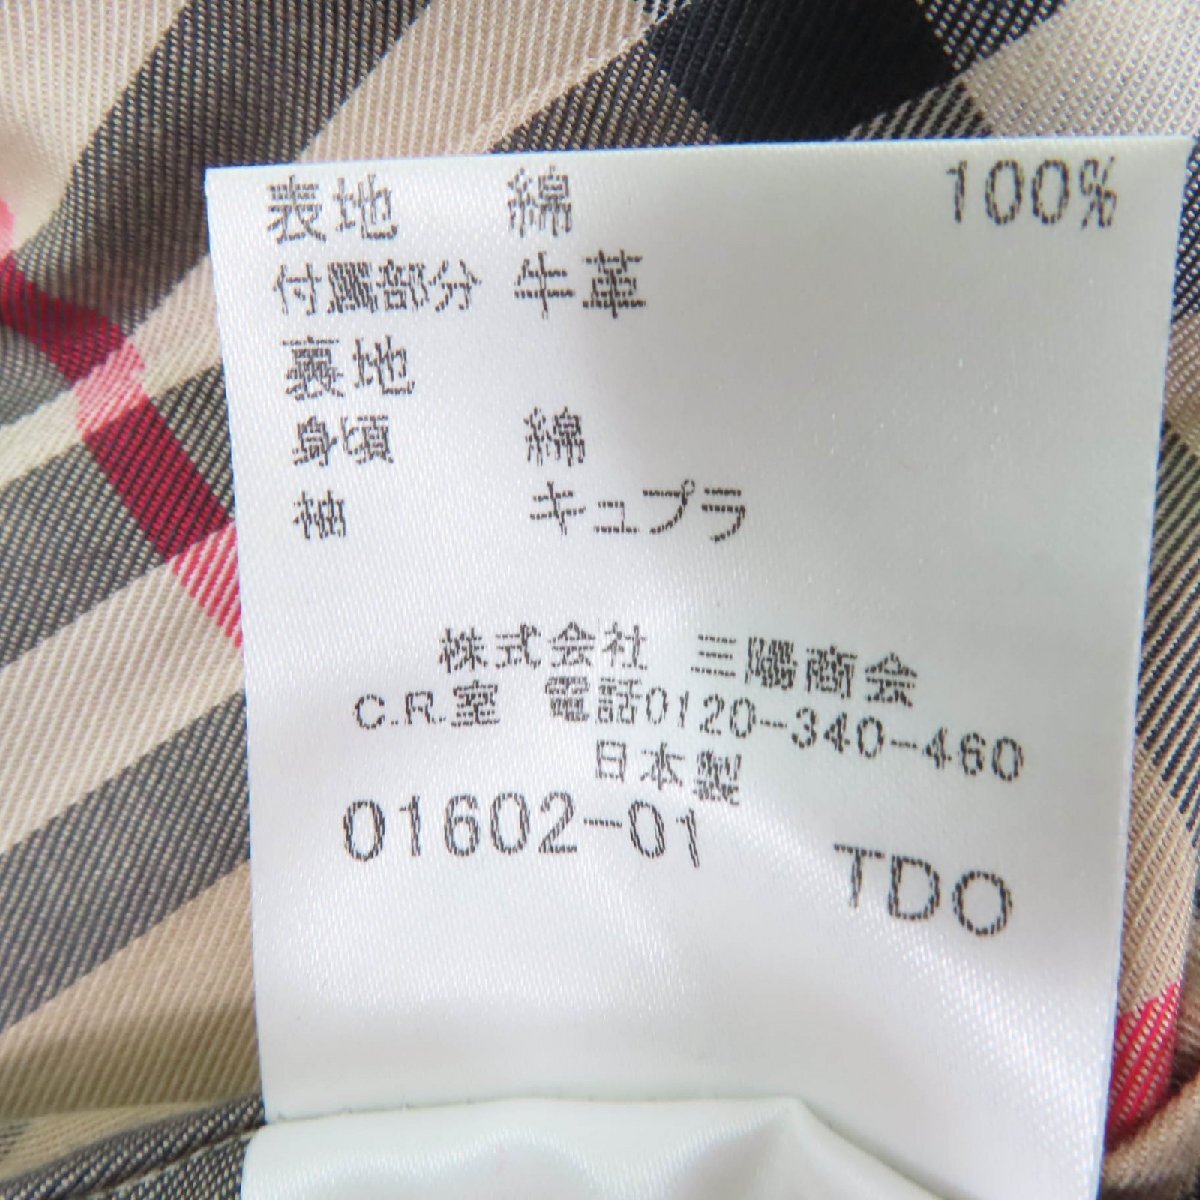 表地 綿 100%
付属部分 牛革
裏地
身頃 綿
袖 キュプラ
株式会社 三陽商会
C.R.室 電話0120-340-460
日本製
01602-01 TDO